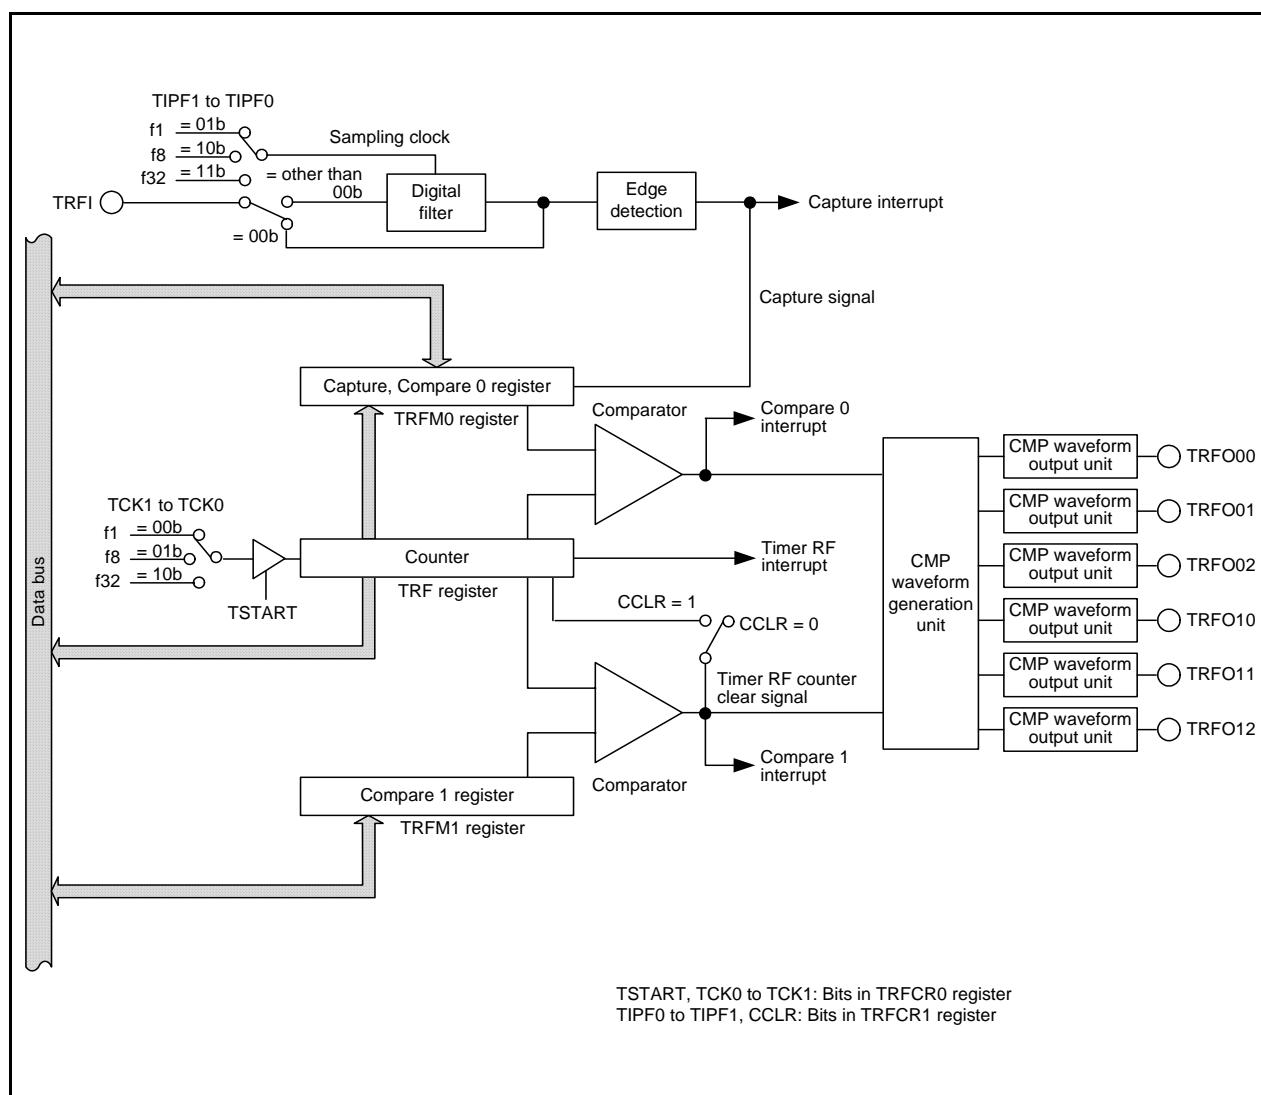 TIPF1 to TIPF0
f1 = 01b
f8 = 10b
f32 = 11b
Sampling clock
= other than
00b
TRFI
= 00b
Digital
filter
Edge
detection
Capture interrupt
Capture signal
Data bus
Capture, Compare 0 register
TRFM0 register
Comparator
Compare 0
interrupt
TCK1 to TCK0
f1 = 00b
f8 = 01b
f32 = 10b
TSTART
Counter
TRF register
Timer RF
interrupt
CCLR = 1
CCLR = 0
Timer RF counter
clear signal
Compare 1
interrupt
Comparator
Compare 1 register
TRFM1 register
CMP
waveform
generation
unit
CMP waveform
output unit
TRFO00
CMP waveform
output unit
TRFO01
CMP waveform
output unit
TRFO02
CMP waveform
output unit
TRFO10
CMP waveform
output unit
TRFO11
CMP waveform
output unit
TRFO12
TSTART, TCK0 to TCK1: Bits in TRFCR0 register
TIPF0 to TIPF1, CCLR: Bits in TRFCR1 register